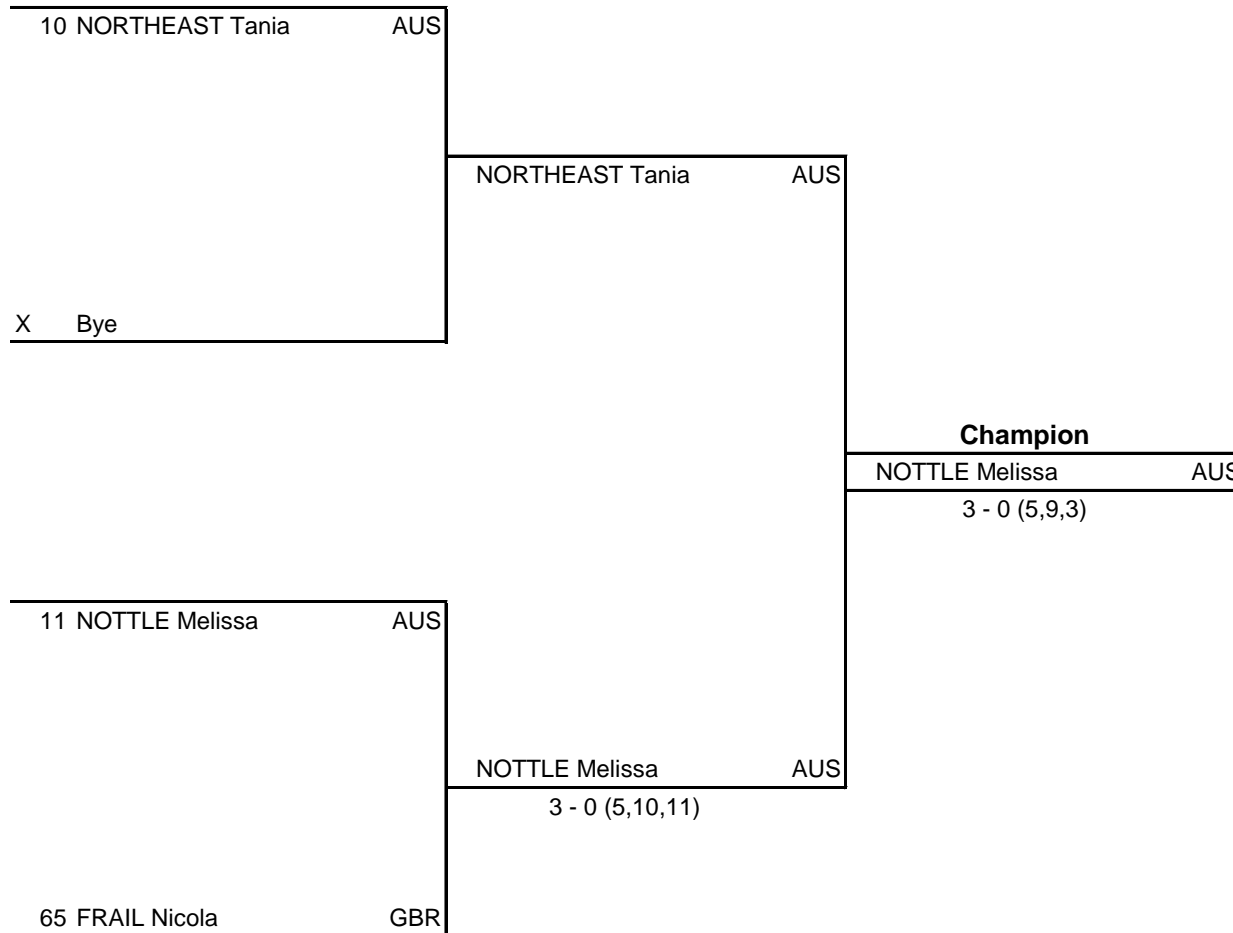 10 NORTHEAST Tania AUS
NORTHEAST Tania AUS
X Bye
Champion
NOTTLE Melissa AUS
3 - 0 (5,9,3)
11 NOTTLE Melissa AUS
NOTTLE Melissa AUS
3 - 0 (5,10,11)
65 FRAIL Nicola GBR